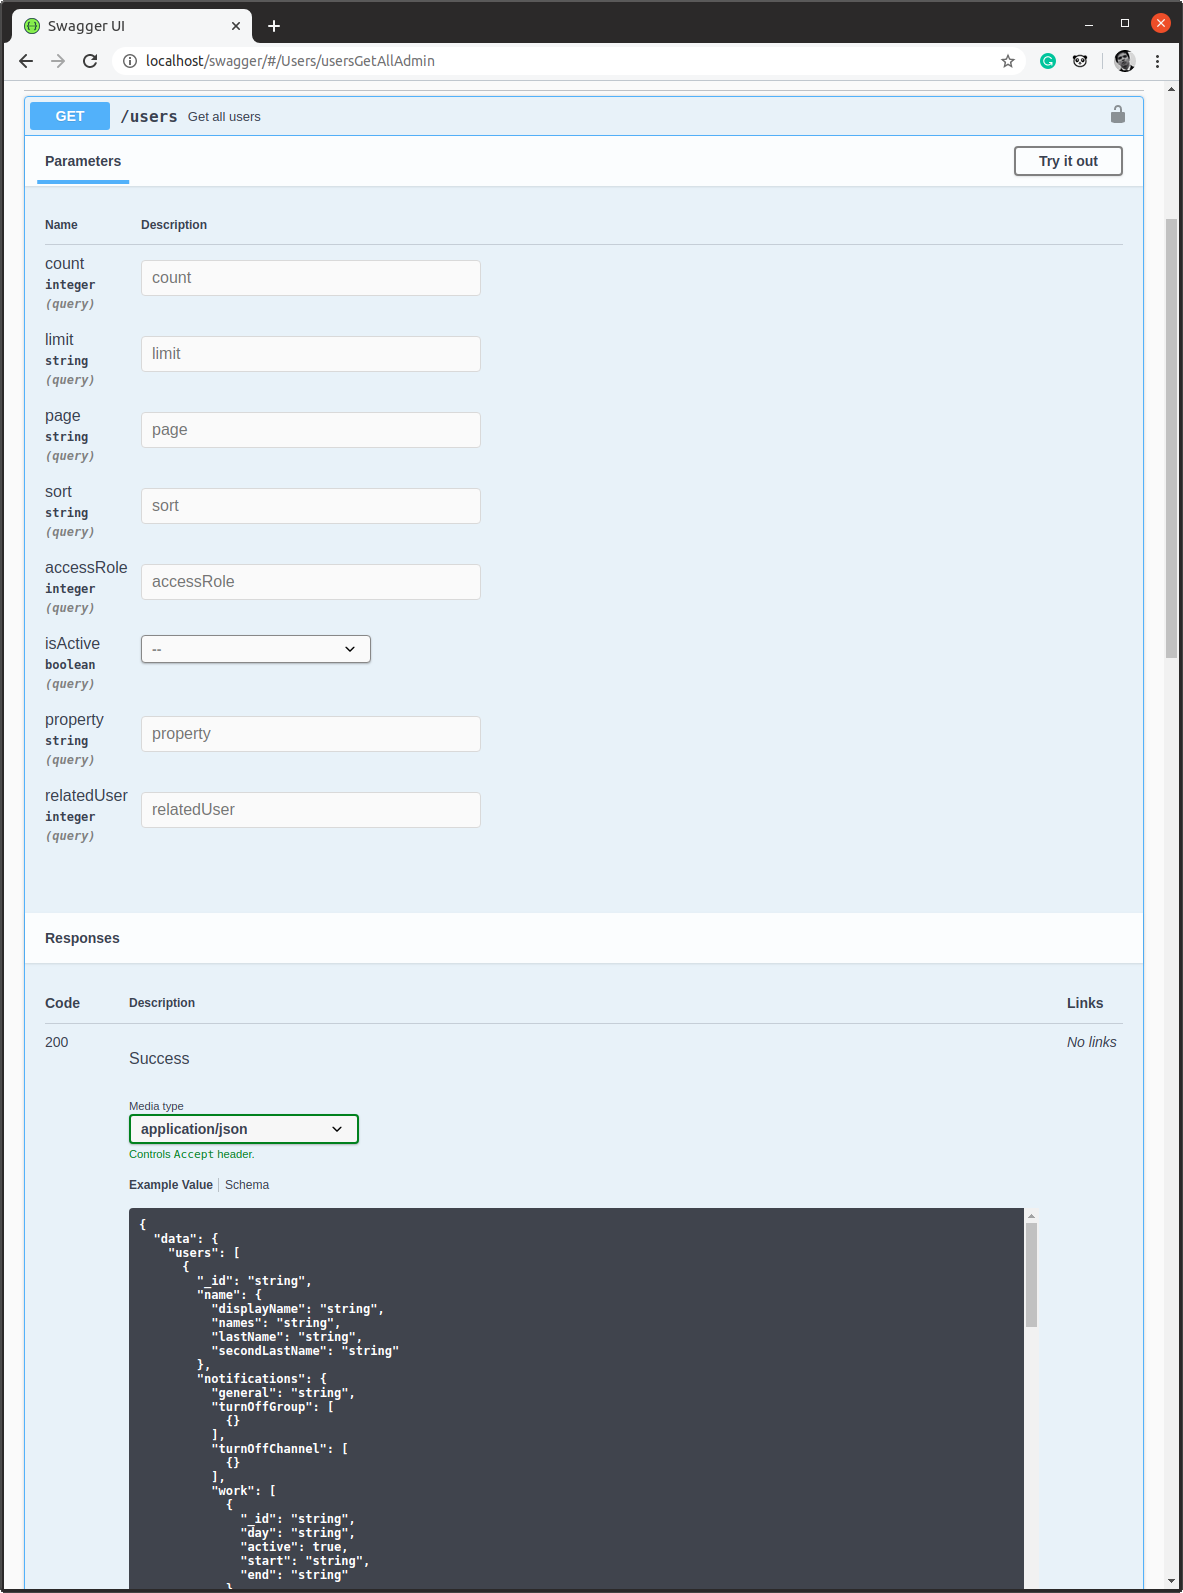 Swagger UI
localhost/swagger/#/Users/usersGetAllAdmin
GET /users Get all users
Parameters
Try it out
Name Description
count
integer
(query)
count
limit
string
(query)
limit
page
string
(query)
page
sort
string
(query)
sort
accessRole
integer
(query)
accessRole
isActive
boolean
(query)
--
property
string
(query)
property
relatedUser
integer
(query)
relatedUser
Responses
Code Description Links
200
Success
No links
Media type
application/json
Controls Accept header.
Example Value Schema
{
  "data": {
    "users": [
      {
        "_id": "string",
        "name": {
          "displayName": "string",
          "names": "string",
          "lastName": "string",
          "secondLastName": "string"
        },
        "notifications": {
          "general": "string",
          "turnOffGroup": [
            {}
          ],
          "turnOffChannel": [
            {}
          ],
          "work": [
            {
              "_id": "string",
              "day": "string",
              "active": true,
              "start": "string",
              "end": "string"
            }